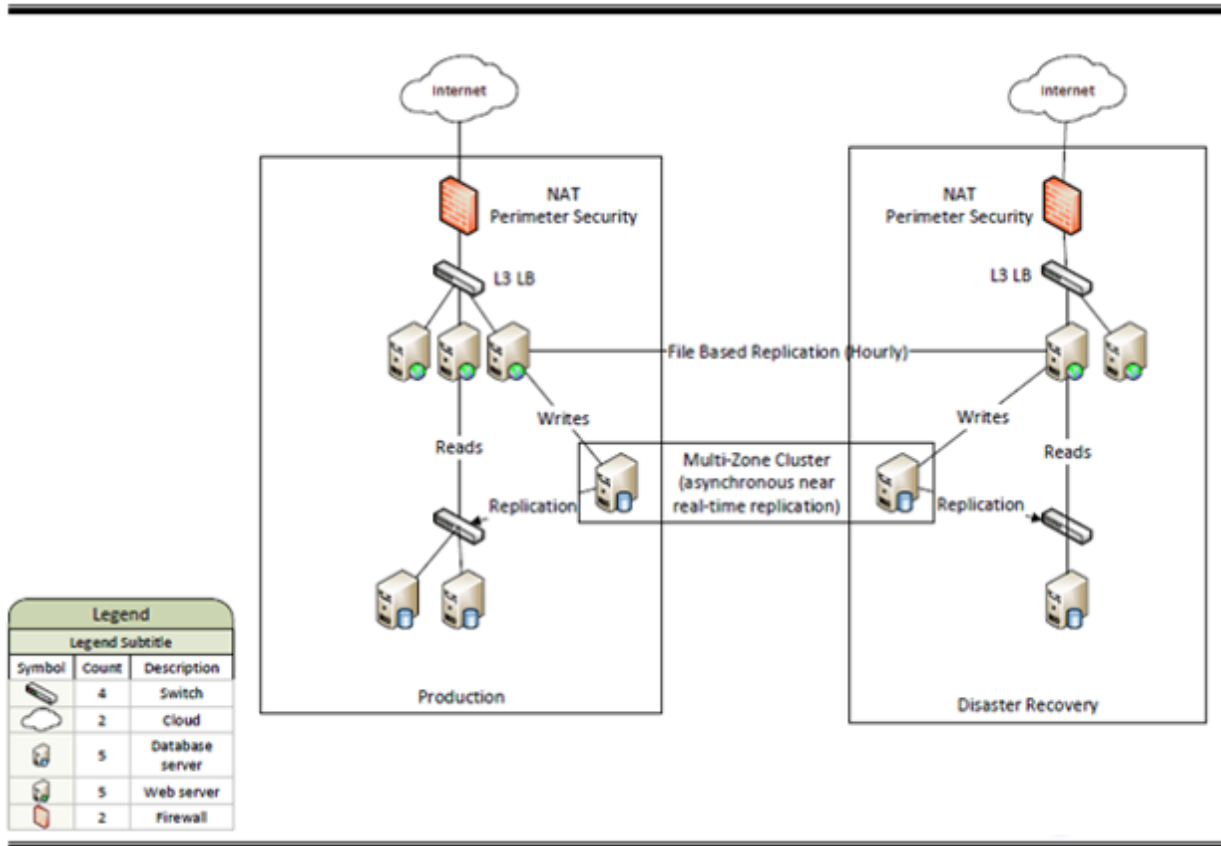 Internet
Internet
NAT
Perimeter Security
NAT
Perimeter Security
L3 LB
L3 LB
File Based Replication (Hourly)
Writes
Writes
Reads
Reads
Multi-Zone Cluster
(asynchronous near
real-time replication)
Replication
Replication
Production
Disaster Recovery
Legend
Legend Subtitle
Symbol Count Description
4 Switch
2 Cloud
5 Database
server
5 Web server
2 Firewall